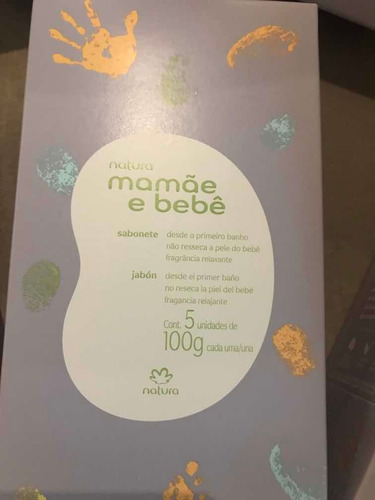 natura
mamãe
e bebê
sabonete desde o primeiro banho
não resseca a pele do bebê
fragrância relaxante
jabón desde el primer baño
no reseca la piel del bebé
fragancia relajante
Cont. 5 unidades de
100g cada uma/una
natura